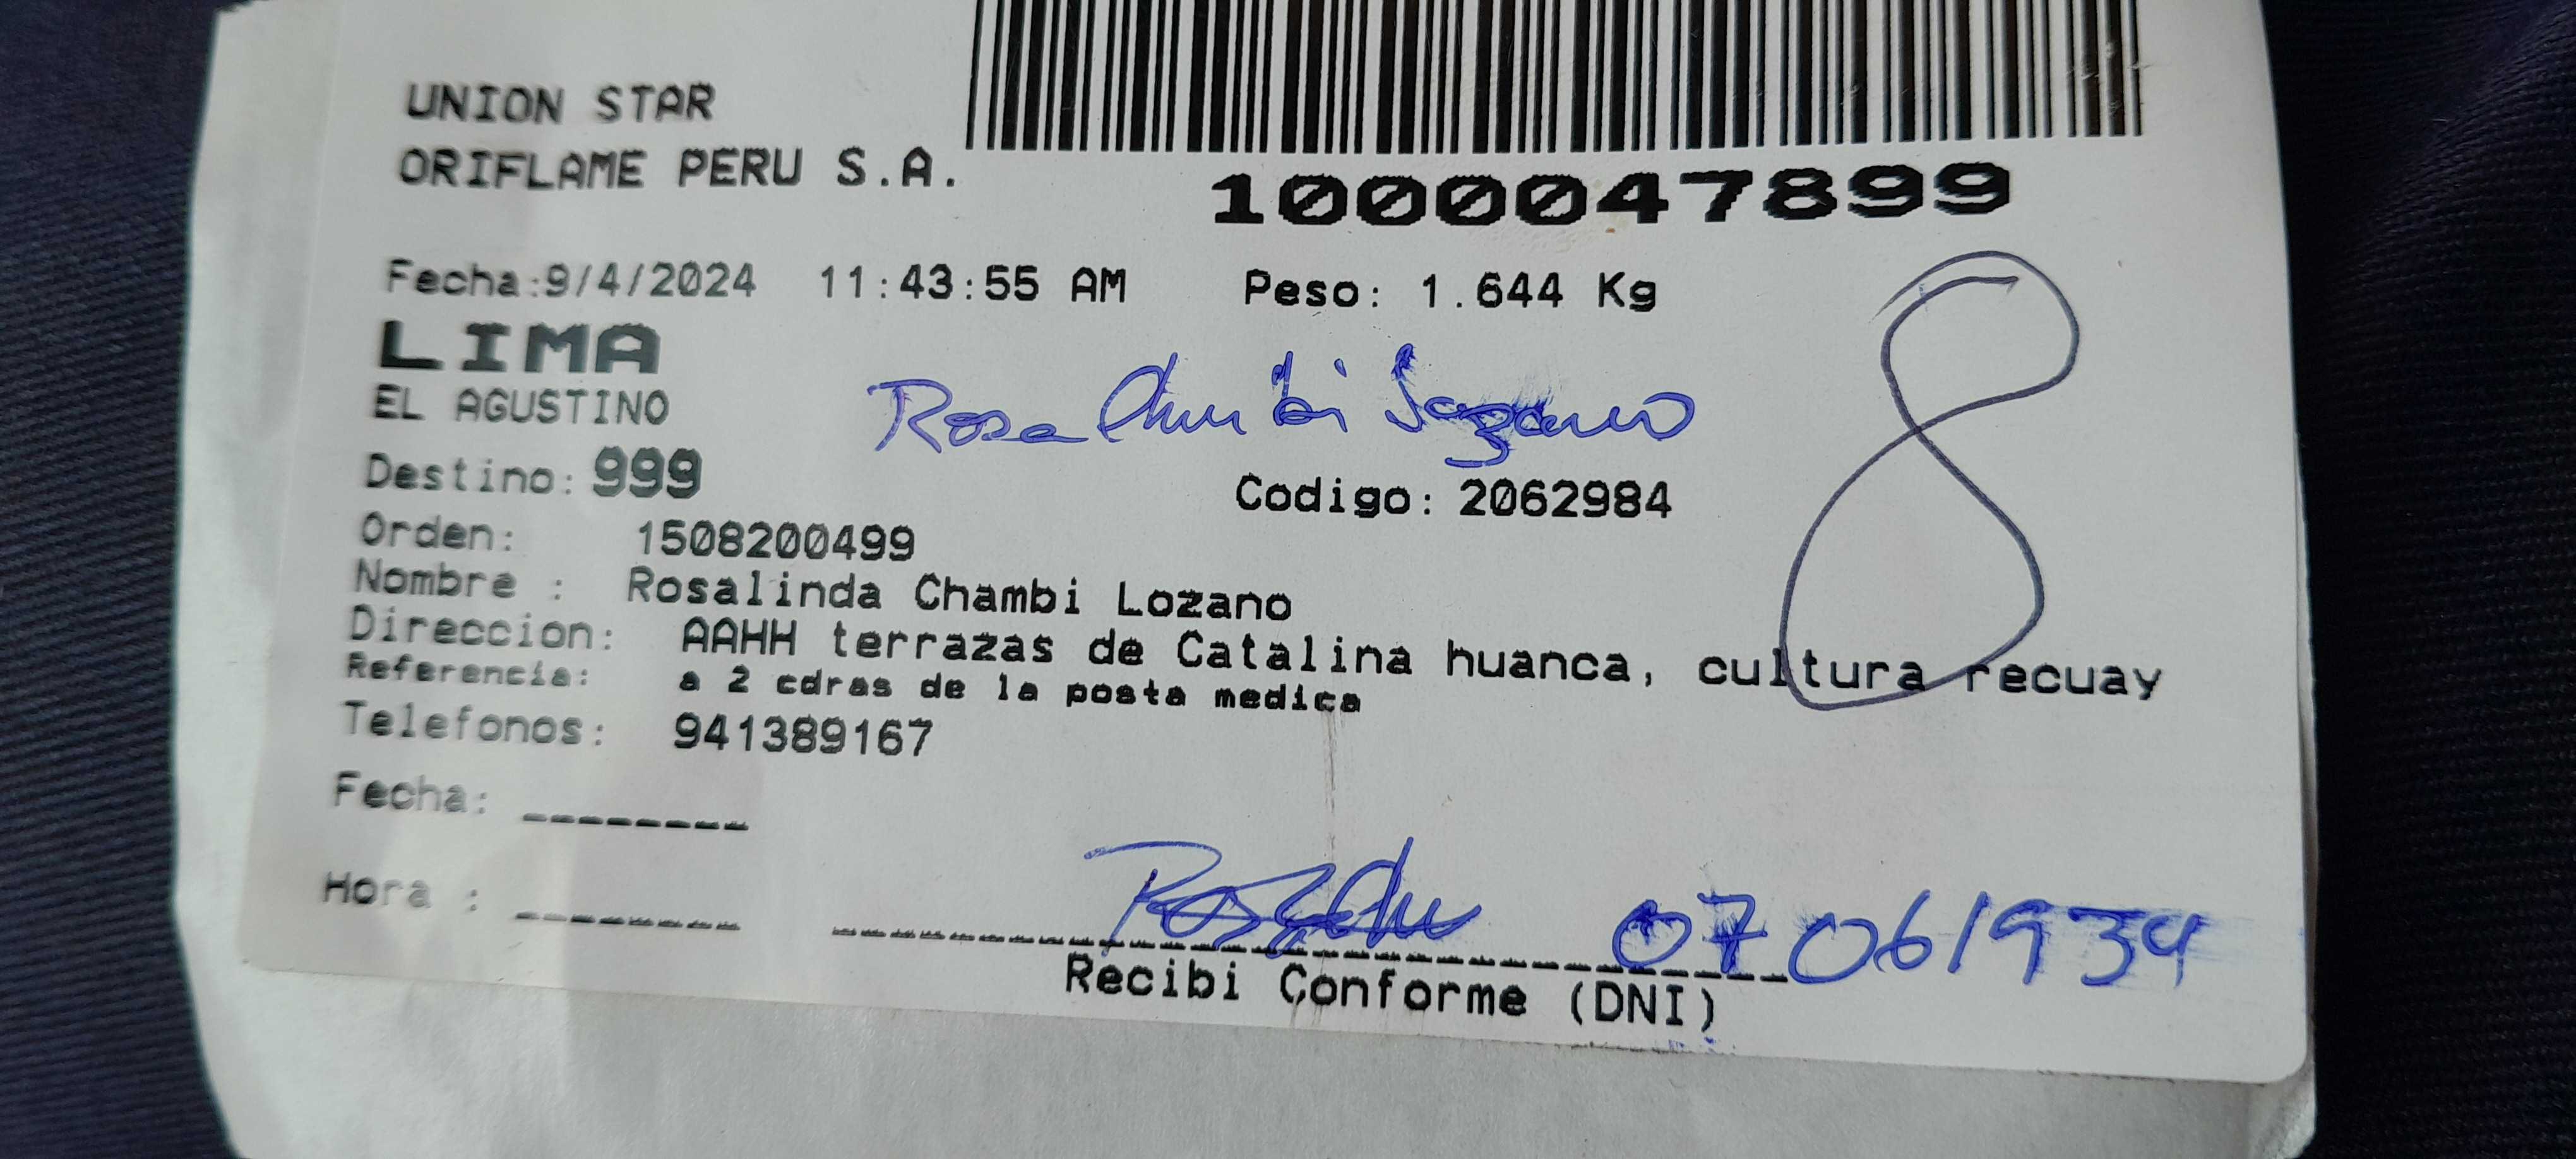 UNION STAR
ORIFLAME PERU S.A.
1000047899
Fecha:9/4/2024 11:43:55 AM Peso: 1.644 Kg
8
LIMA
EL AGUSTINO
Rosa Chumbi Lozano
Destino: 999
Codigo: 2062984
Orden: 1508200499
Nombre : Rosalinda Chambi Lozano
Direccion: AAHH terrazas de Catalina huanca, cultura recuay
Referencia: a 2 cdras de la posta medica
Telefonos: 941389167
Fecha: --------
Hora : --------
07061934
Recibi Conforme (DNI)